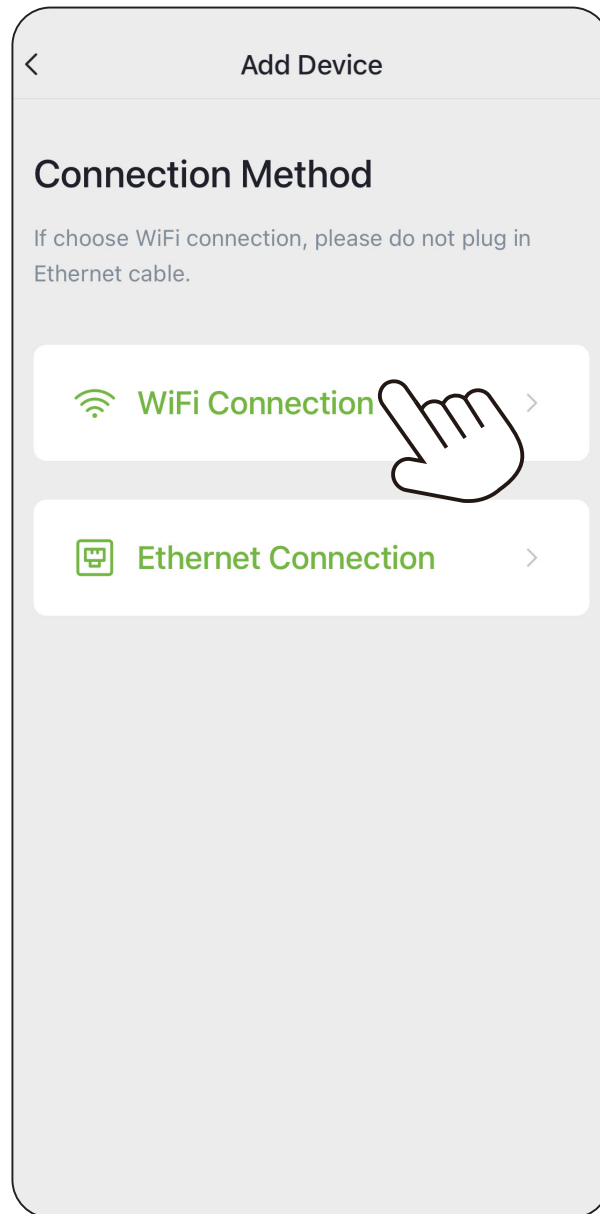 Add Device
Connection Method
If choose WiFi connection, please do not plug in
Ethernet cable.
WiFi Connection
Ethernet Connection